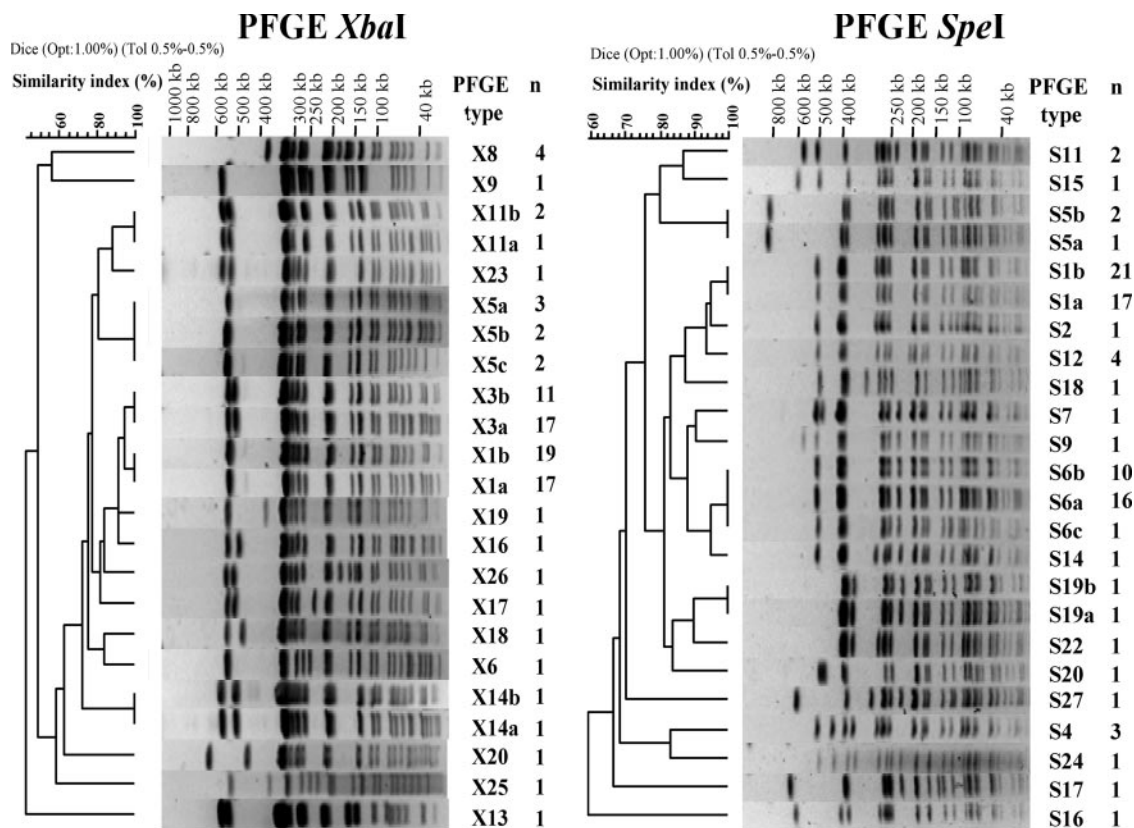 PFGE XbaI
Dice (Opt:1.00%) (Tol 0.5%-0.5%)
Similarity index (%)
60 80 100
1000 kb 800 kb 600 kb 500 kb 400 kb 300 kb 250 kb 200 kb 150 kb 100 kb 40 kb
PFGE type n
X8 4
X9 1
X11b 2
X11a 1
X23 1
X5a 3
X5b 2
X5c 2
X3b 11
X3a 17
X1b 19
X1a 17
X19 1
X16 1
X26 1
X17 1
X18 1
X6 1
X14b 1
X14a 1
X20 1
X25 1
X13 1
PFGE SpeI
Dice (Opt:1.00%) (Tol 0.5%-0.5%)
Similarity index (%)
60 70 80 90 100
800 kb 600 kb 500 kb 400 kb 250 kb 200 kb 150 kb 100 kb 40 kb
PFGE type n
S11 2
S15 1
S5b 2
S5a 1
S1b 21
S1a 17
S2 1
S12 4
S18 1
S7 1
S9 1
S6b 10
S6a 16
S6c 1
S14 1
S19b 1
S19a 1
S22 1
S20 1
S27 1
S4 3
S24 1
S17 1
S16 1